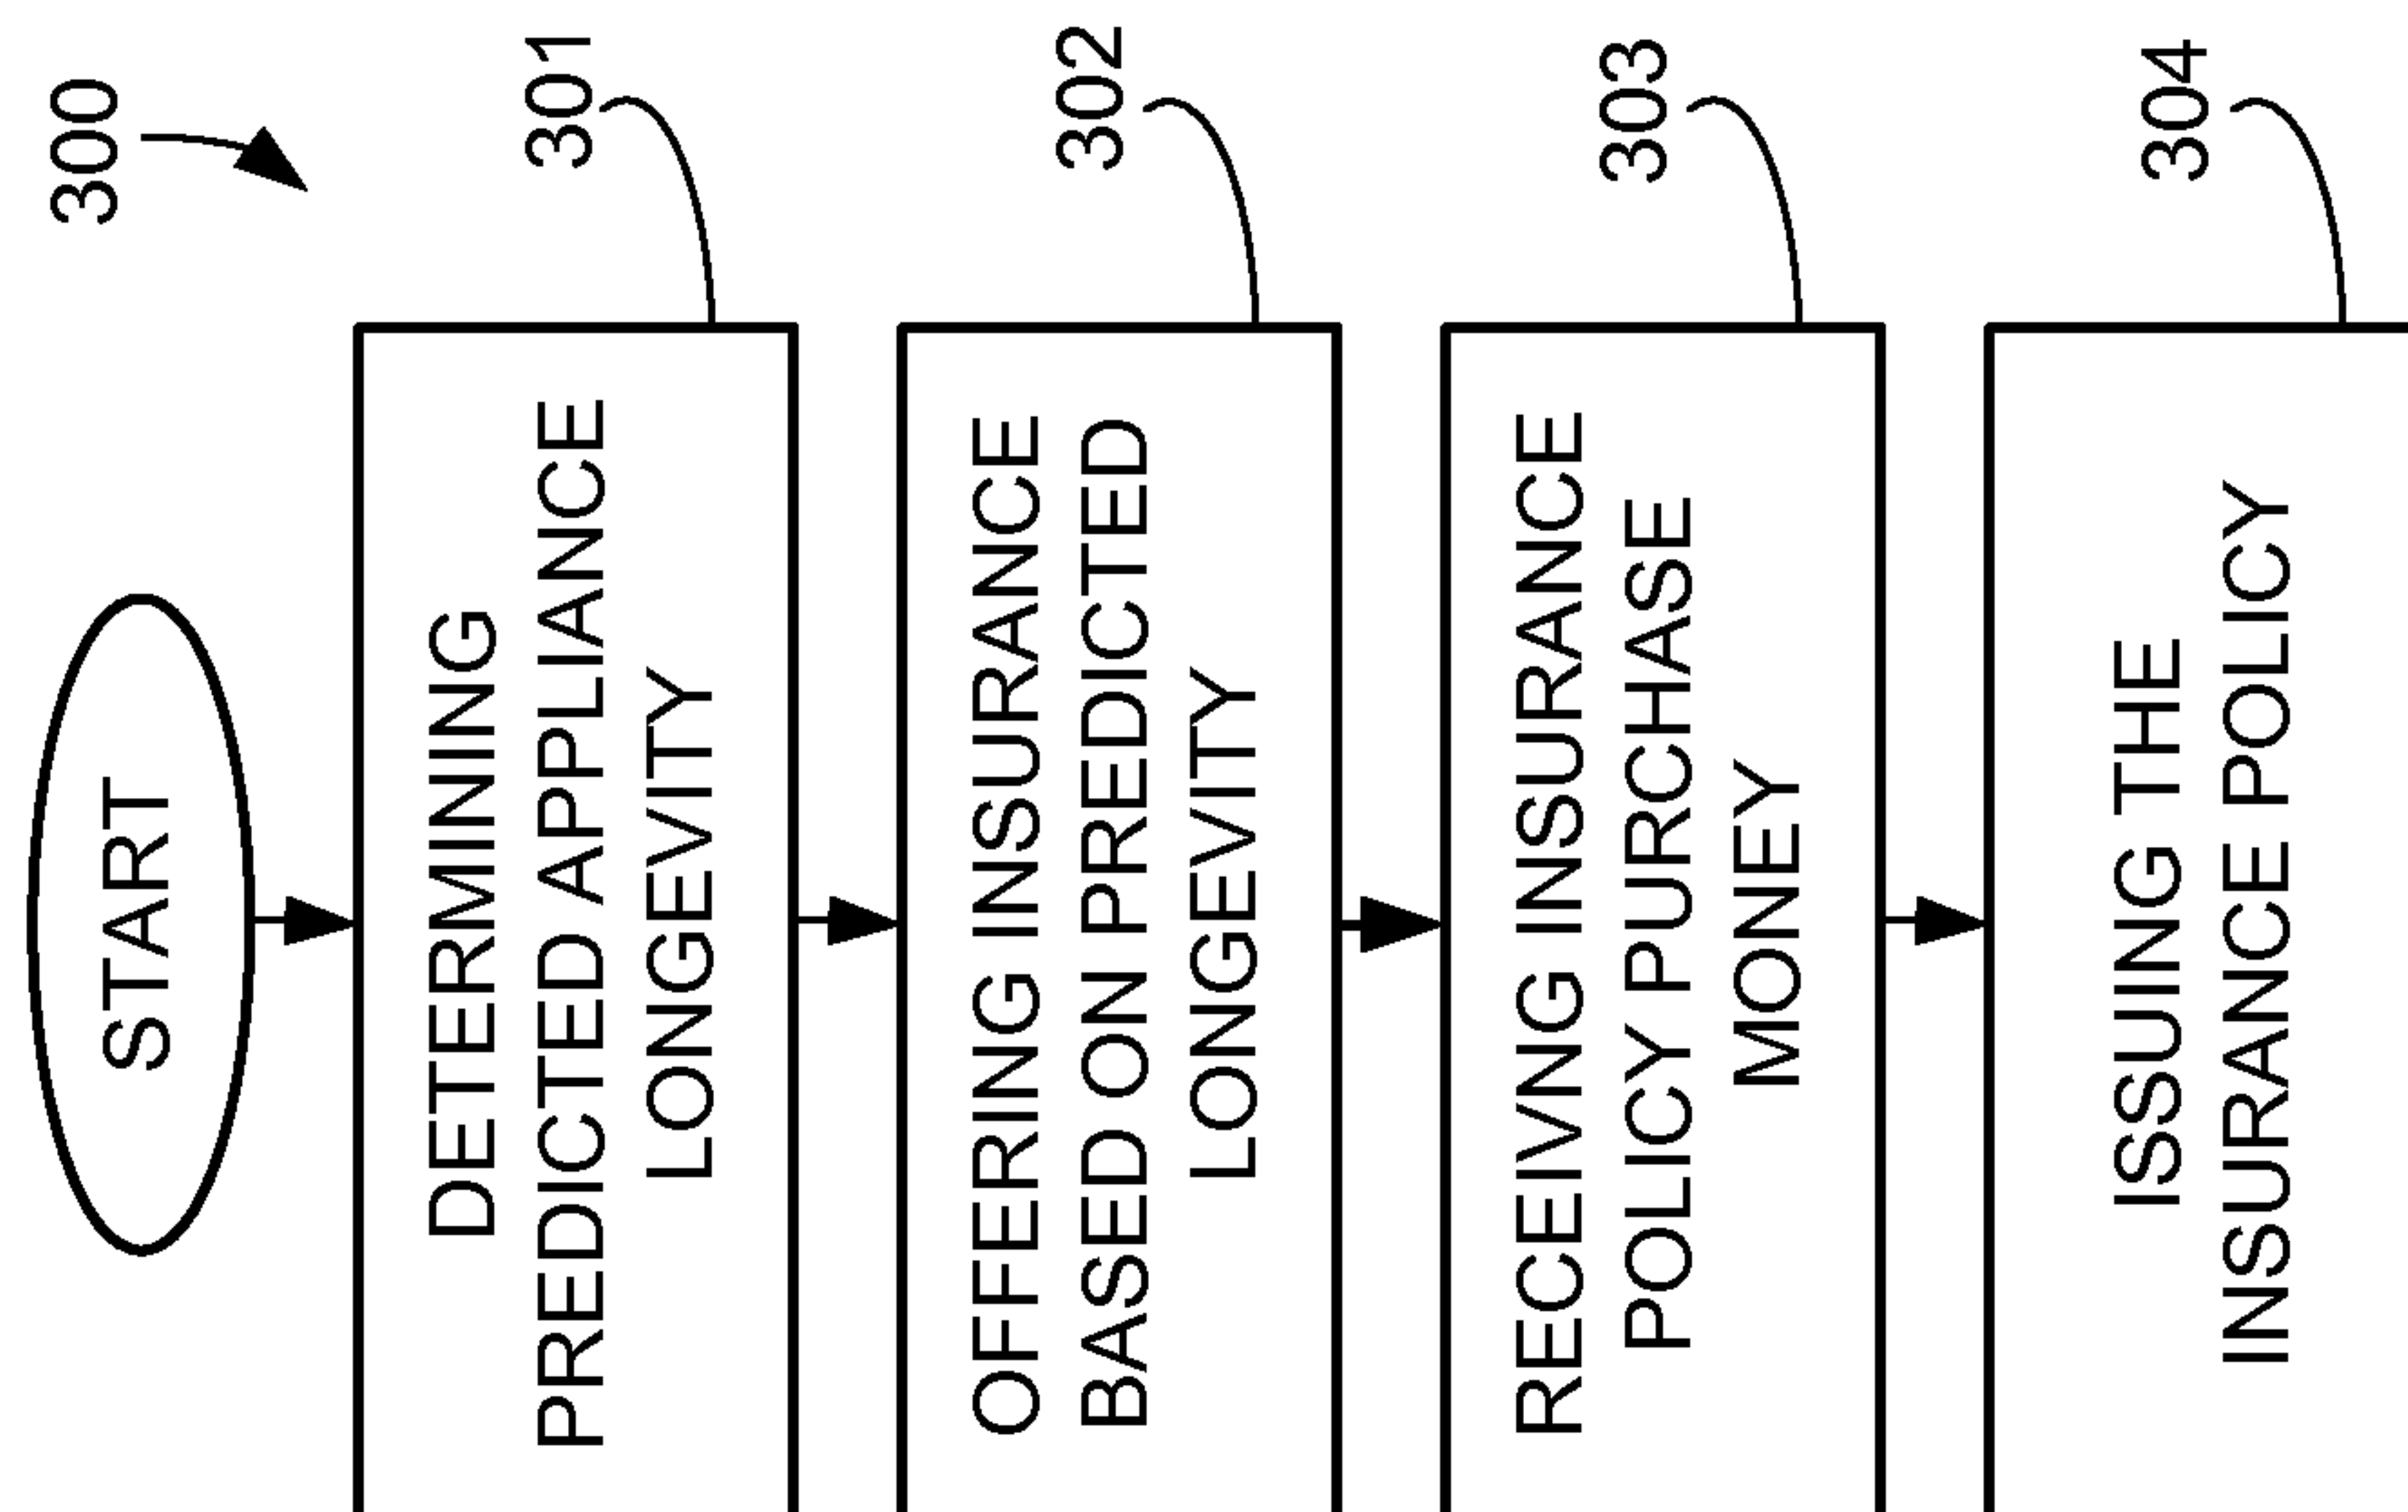 300
START
301
DETERMINING
PREDICTED APPLIANCE
LONGEVITY
302
OFFERING INSURANCE
BASED ON PREDICTED
LONGEVITY
303
RECEIVNG INSURANCE
POLICY PURCHASE
MONEY
304
ISSUING THE
INSURANCE POLICY